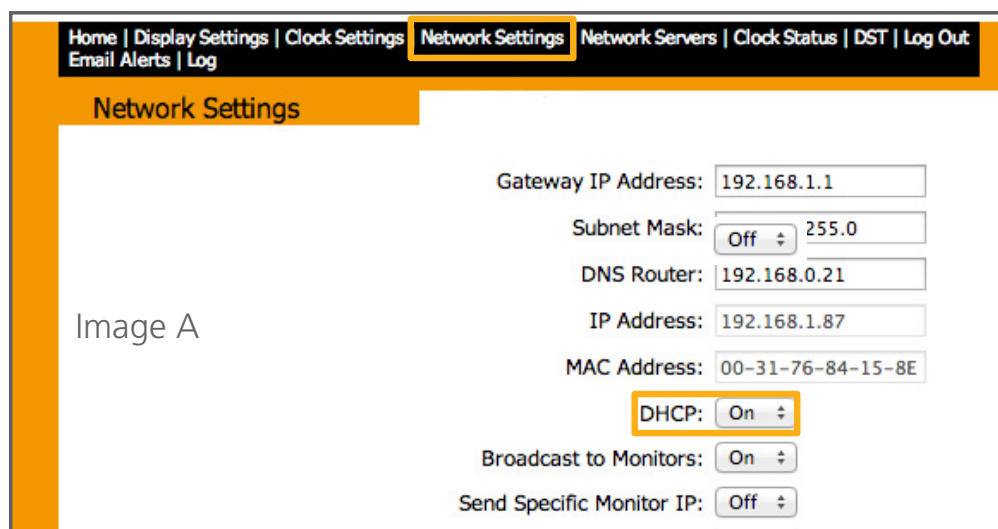 Home | Display Settings | Clock Settings | Network Settings | Network Servers | Clock Status | DST | Log Out
Email Alerts | Log
Network Settings
Gateway IP Address: 192.168.1.1
Subnet Mask: Off 255.0
DNS Router: 192.168.0.21
Image A
IP Address: 192.168.1.87
MAC Address: 00-31-76-84-15-8E
DHCP: On
Broadcast to Monitors: On
Send Specific Monitor IP: Off